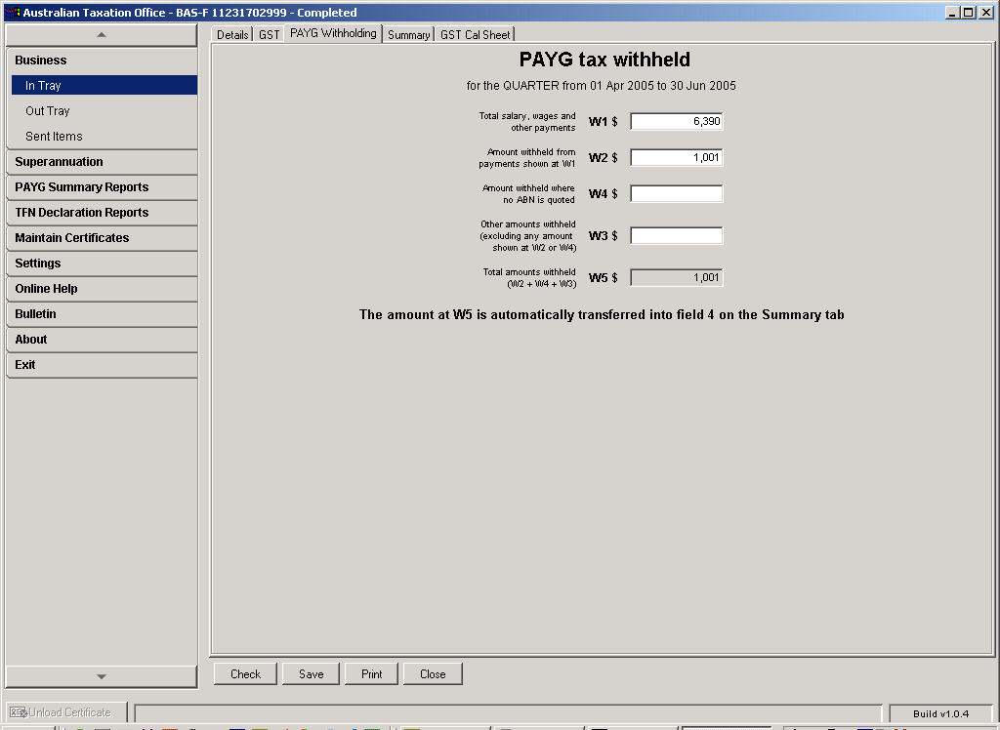 Australian Taxation Office - BAS-F 11231702999 - Completed
Business
In Tray
Out Tray
Sent Items
Superannuation
PAYG Summary Reports
TFN Declaration Reports
Maintain Certificates
Settings
Online Help
Bulletin
About
Exit
Details GST PAYG Withholding Summary GST Cal Sheet
PAYG tax withheld
for the QUARTER from 01 Apr 2005 to 30 Jun 2005
Total salary, wages and
other payments W1 $ 6,390
Amount withheld from
payments shown at W1 W2 $ 1,001
Amount withheld where
no ABN is quoted W4 $
Other amounts withheld
(excluding any amount W3 $
shown at W2 or W4)
Total amounts withheld
(W2 + W4 + W3) W5 $ 1,001
The amount at W5 is automatically transferred into field 4 on the Summary tab
Check Save Print Close
Unload Certificate
Build v1.0.4